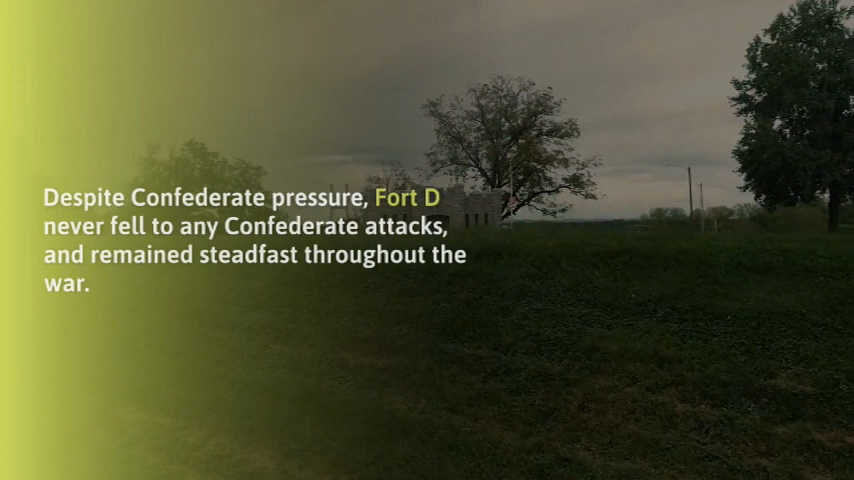 Despite Confederate pressure, Fort D
never fell to any Confederate attacks,
and remained steadfast throughout the
war.